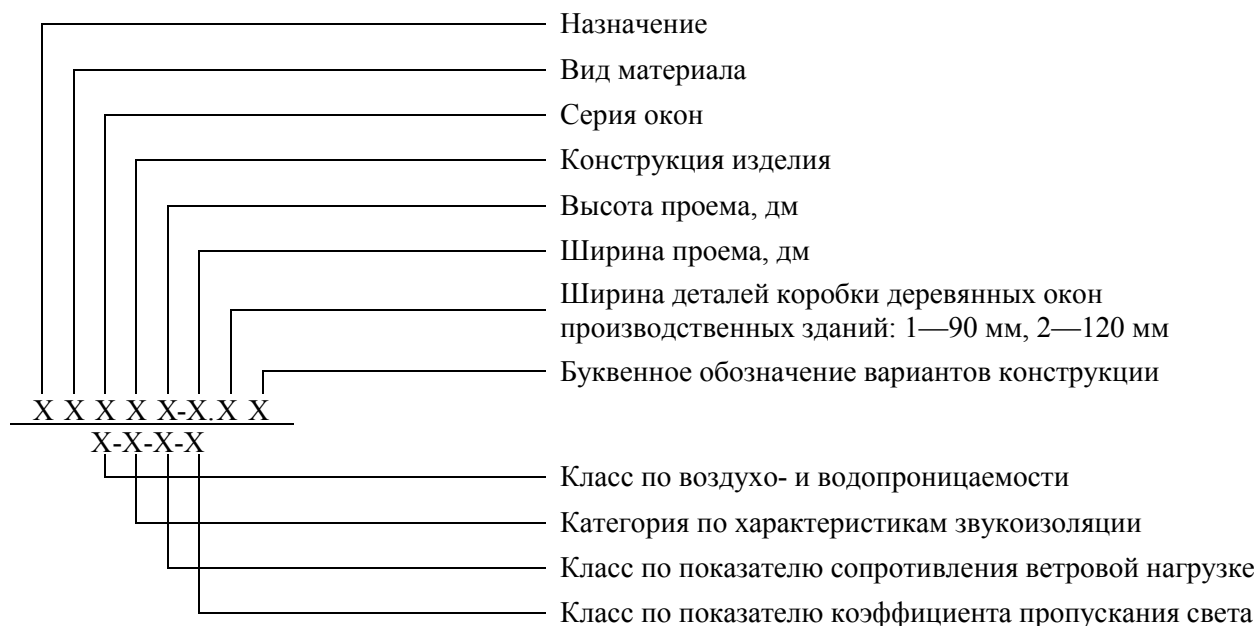 Назначение
Вид материала
Серия окон
Конструкция изделия
Высота проема, дм
Ширина проема, дм
Ширина деталей коробки деревянных окон
производственных зданий: 1—90 мм, 2—120 мм
Буквенное обозначение вариантов конструкции
Х Х Х Х Х-Х.Х Х
Х-Х-Х-Х
Класс по воздухо- и водопроницаемости
Категория по характеристикам звукоизоляции
Класс по показателю сопротивления ветровой нагрузке
Класс по показателю коэффициента пропускания света